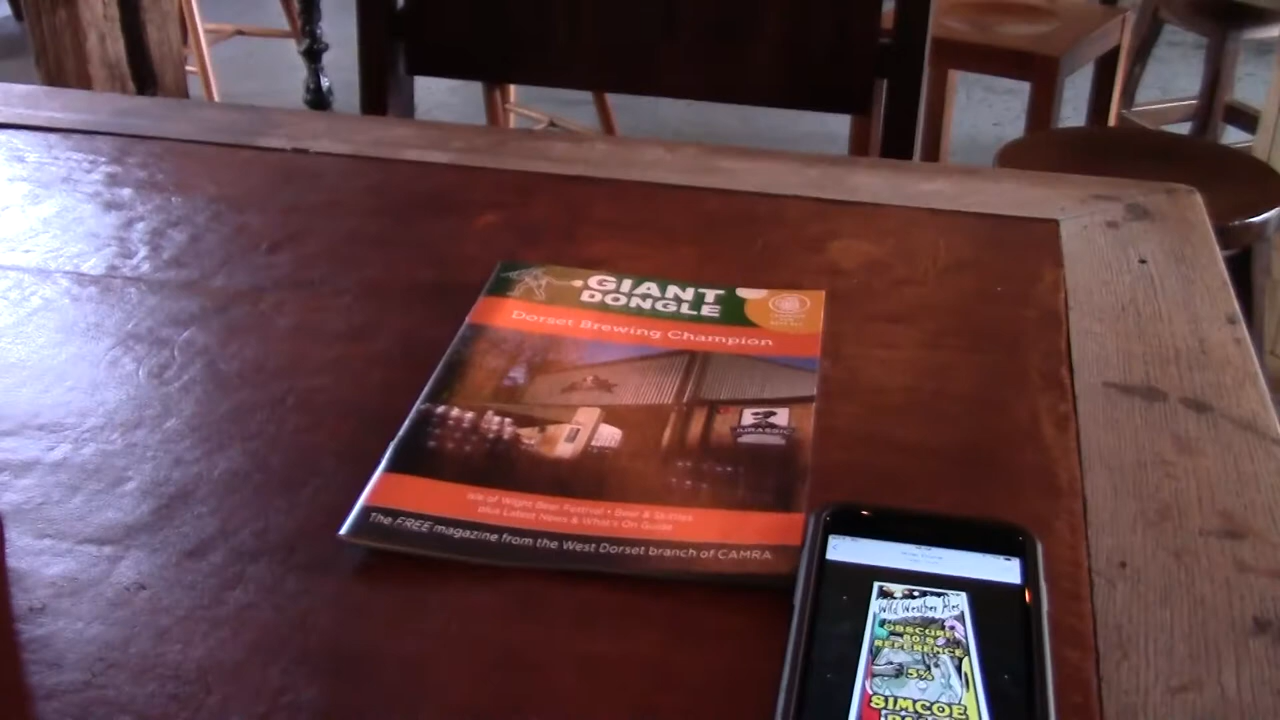 GIANT
DONGLE
Dorset Brewing Champion
JURASSIC
Isle of Wight Beer Festival • Beer & Skittles
plus Latest News & What's On Guide
The FREE magazine from the West Dorset branch of CAMRA
Wild Weather Ales
OBSCURE
80'S
REFERENCE
5%
SIMCOE